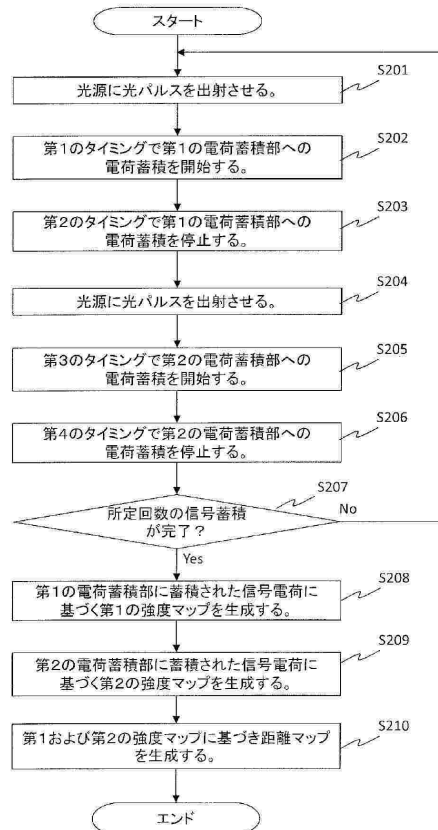 スタート
S201
光源に光パルスを出射させる。
S202
第1のタイミングで第1の電荷蓄積部への
電荷蓄積を開始する。
S203
第2のタイミングで第1の電荷蓄積部への
電荷蓄積を停止する。
S204
光源に光パルスを出射させる。
S205
第3のタイミングで第2の電荷蓄積部への
電荷蓄積を開始する。
S206
第4のタイミングで第2の電荷蓄積部への
電荷蓄積を停止する。
S207
所定回数の信号蓄積
が完了？
No
Yes
S208
第1の電荷蓄積部に蓄積された信号電荷に
基づく第1の強度マップを生成する。
S209
第2の電荷蓄積部に蓄積された信号電荷に
基づく第2の強度マップを生成する。
S210
第1および第2の強度マップに基づき距離マップ
を生成する。
エンド